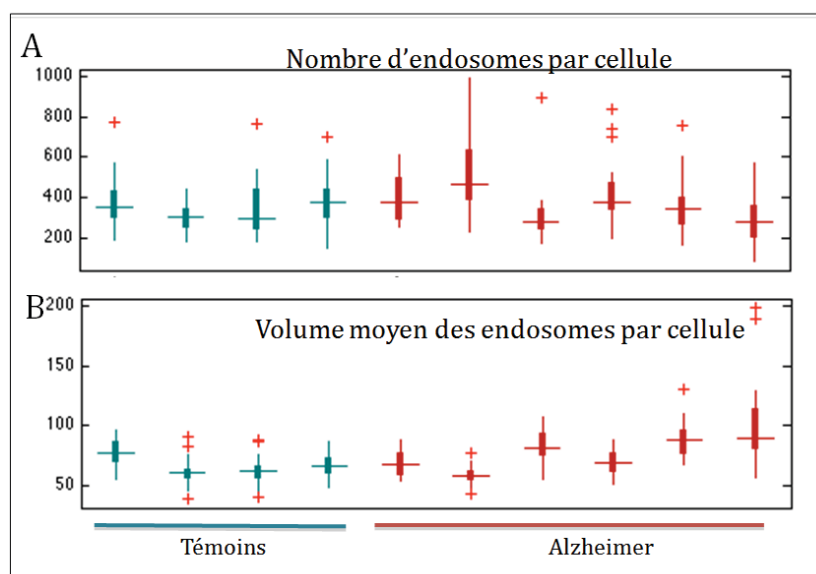 A
Nombre d'endosomes par cellule
1000
800
600
400
200
B
200
Volume moyen des endosomes par cellule
150
100
50
Témoins
Alzheimer